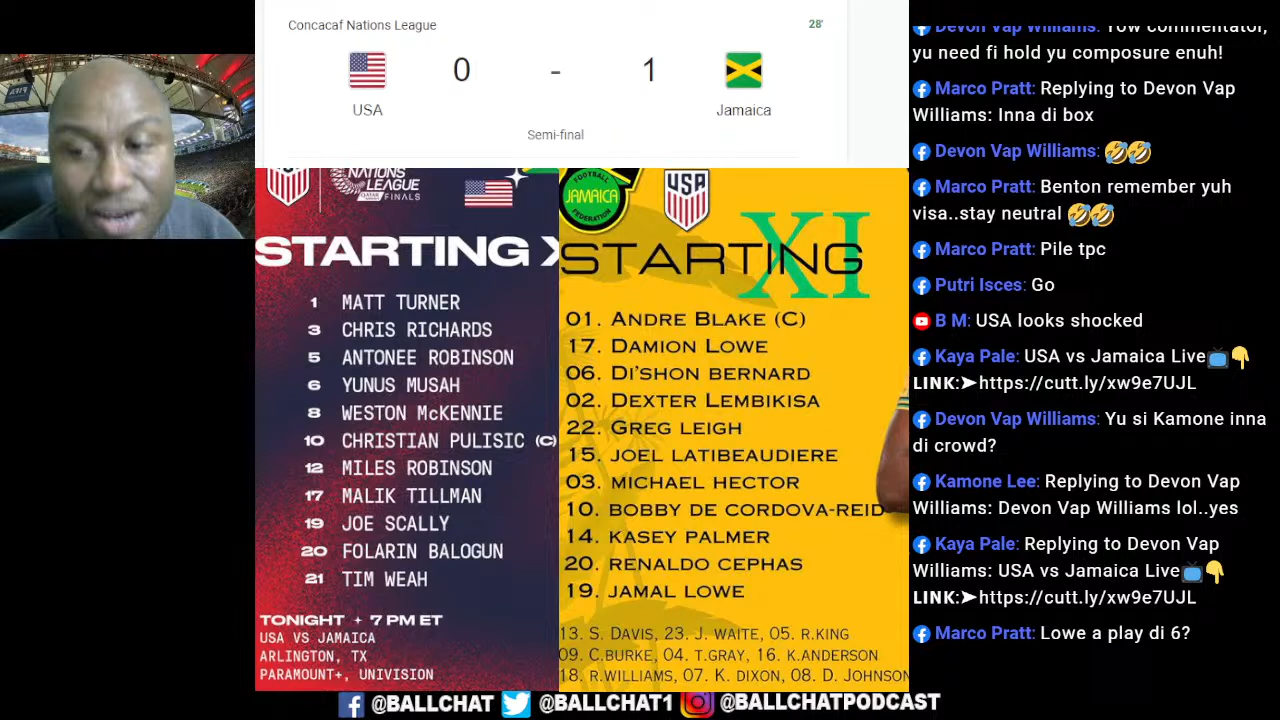 Concacaf Nations League
28'
0 - 1
USA
Jamaica
Semi-final
NATIONS
LEAGUE
FINALS
STARTING X
1 MATT TURNER
3 CHRIS RICHARDS
5 ANTONEE ROBINSON
6 YUNUS MUSAH
8 WESTON McKENNIE
10 CHRISTIAN PULISIC (C)
12 MILES ROBINSON
17 MALIK TILLMAN
19 JOE SCALLY
20 FOLARIN BALOGUN
21 TIM WEAH
TONIGHT + 7 PM ET
USA VS JAMAICA
ARLINGTON, TX
PARAMOUNT+, UNIVISION
FOOTBALL
JAMAICA
FEDERATION
USA
STARTING
XI
01. ANDRE BLAKE (C)
17. DAMION LOWE
06. DI'SHON BERNARD
02. DEXTER LEMBIKISA
22. GREG LEIGH
15. JOEL LATIBEAUDIERE
03. MICHAEL HECTOR
10. BOBBY DE CORDOVA-REID
14. KASEY PALMER
20. RENALDO CEPHAS
19. JAMAL LOWE
13. S. DAVIS, 23. J. WAITE, 05. R.KING
09. C.BURKE, 04. T.GRAY, 16. K.ANDERSON
18. R.WILLIAMS, 07. K. DIXON, 08. D. JOHNSON
Devon Vap Williams: Yow commentator,
yu need fi hold yu composure enuh!
Marco Pratt: Replying to Devon Vap
Williams: Inna di box
Devon Vap Williams: 🤣🤣
Marco Pratt: Benton remember yuh
visa..stay neutral 🤣🤣
Marco Pratt: Pile tpc
Putri Isces: Go
B M: USA looks shocked
Kaya Pale: USA vs Jamaica Live📺👇
𝗟𝗜𝗡𝗞:➤https://cutt.ly/xw9e7UJL
Devon Vap Williams: Yu si Kamone inna
di crowd?
Kamone Lee: Replying to Devon Vap
Williams: Devon Vap Williams lol..yes
Kaya Pale: Replying to Devon Vap
Williams: USA vs Jamaica Live📺👇
𝗟𝗜𝗡𝗞:➤https://cutt.ly/xw9e7UJL
Marco Pratt: Lowe a play di 6?
@BALLCHAT @BALLCHAT1 @BALLCHATPODCAST